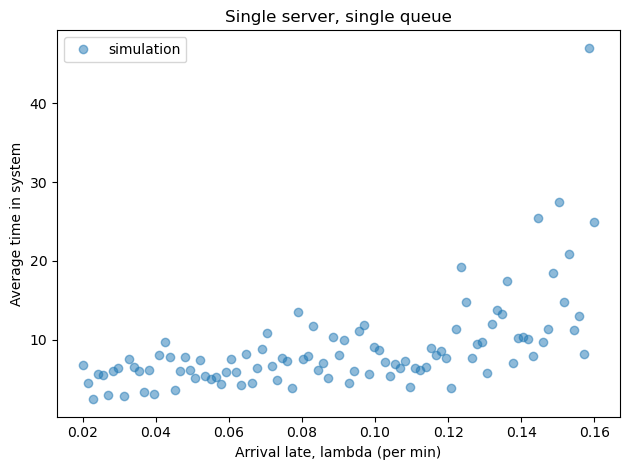 Single server, single queue
simulation
Average time in system
40
30
20
10
0.02 0.04 0.06 0.08 0.10 0.12 0.14 0.16
Arrival late, lambda (per min)